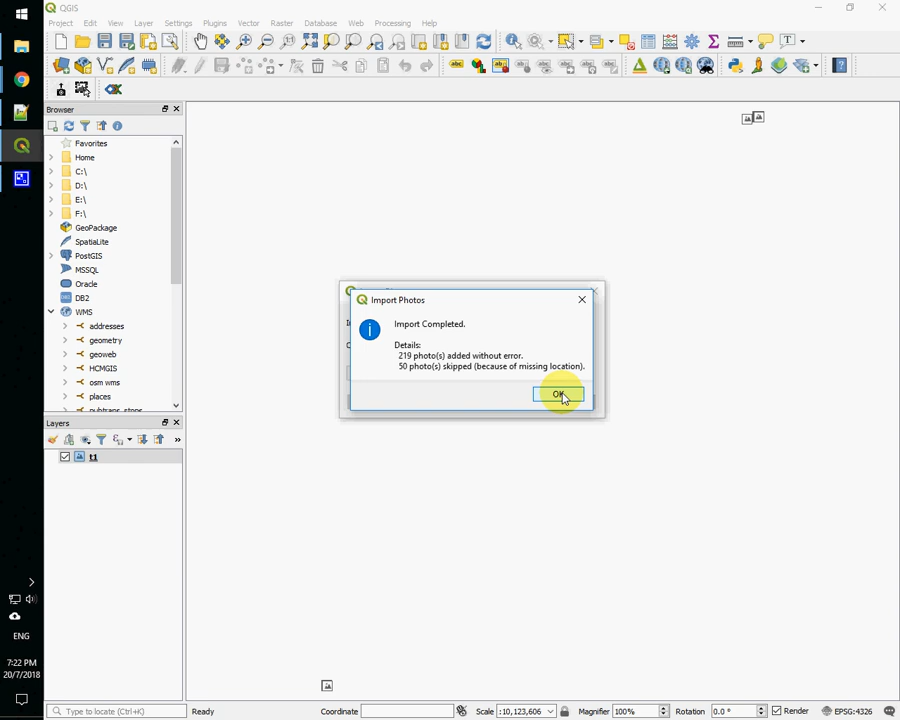 QGIS
Project Edit View Layer Settings Plugins Vector Raster Database Web Processing Help
Browser
Favorites
Home
C:\
D:\
E:\
F:\
GeoPackage
SpatiaLite
PostGIS
MSSQL
Oracle
DB2
WMS
addresses
geometry
geoweb
HCMGIS
osm wms
places
pubtrans_stops
Layers
t1
Import Photos
Import Completed.
Details:
219 photo(s) added without error.
50 photo(s) skipped (because of missing location).
OK
ENG
7:22 PM
20/7/2018
Type to locate (Ctrl+K) Ready Coordinate Scale :10,123,606 Magnifier 100% Rotation 0.0 ° Render EPSG:4326